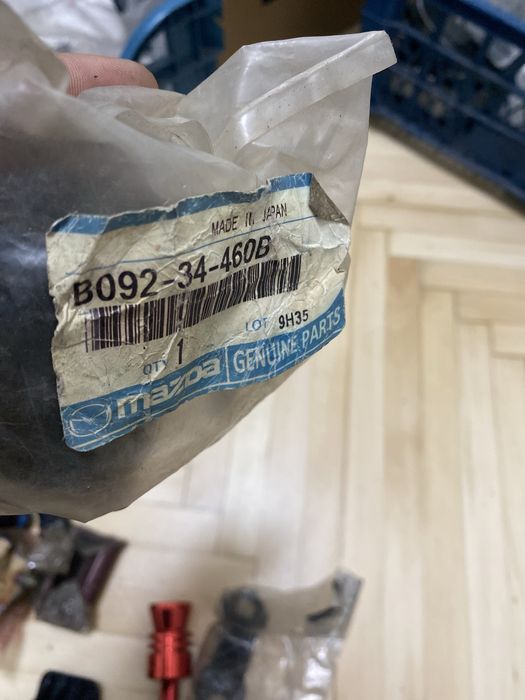 MADE IN JAPAN
B092-34-460B
LOT 9H35
QTY 1
mazda GENUINE PARTS